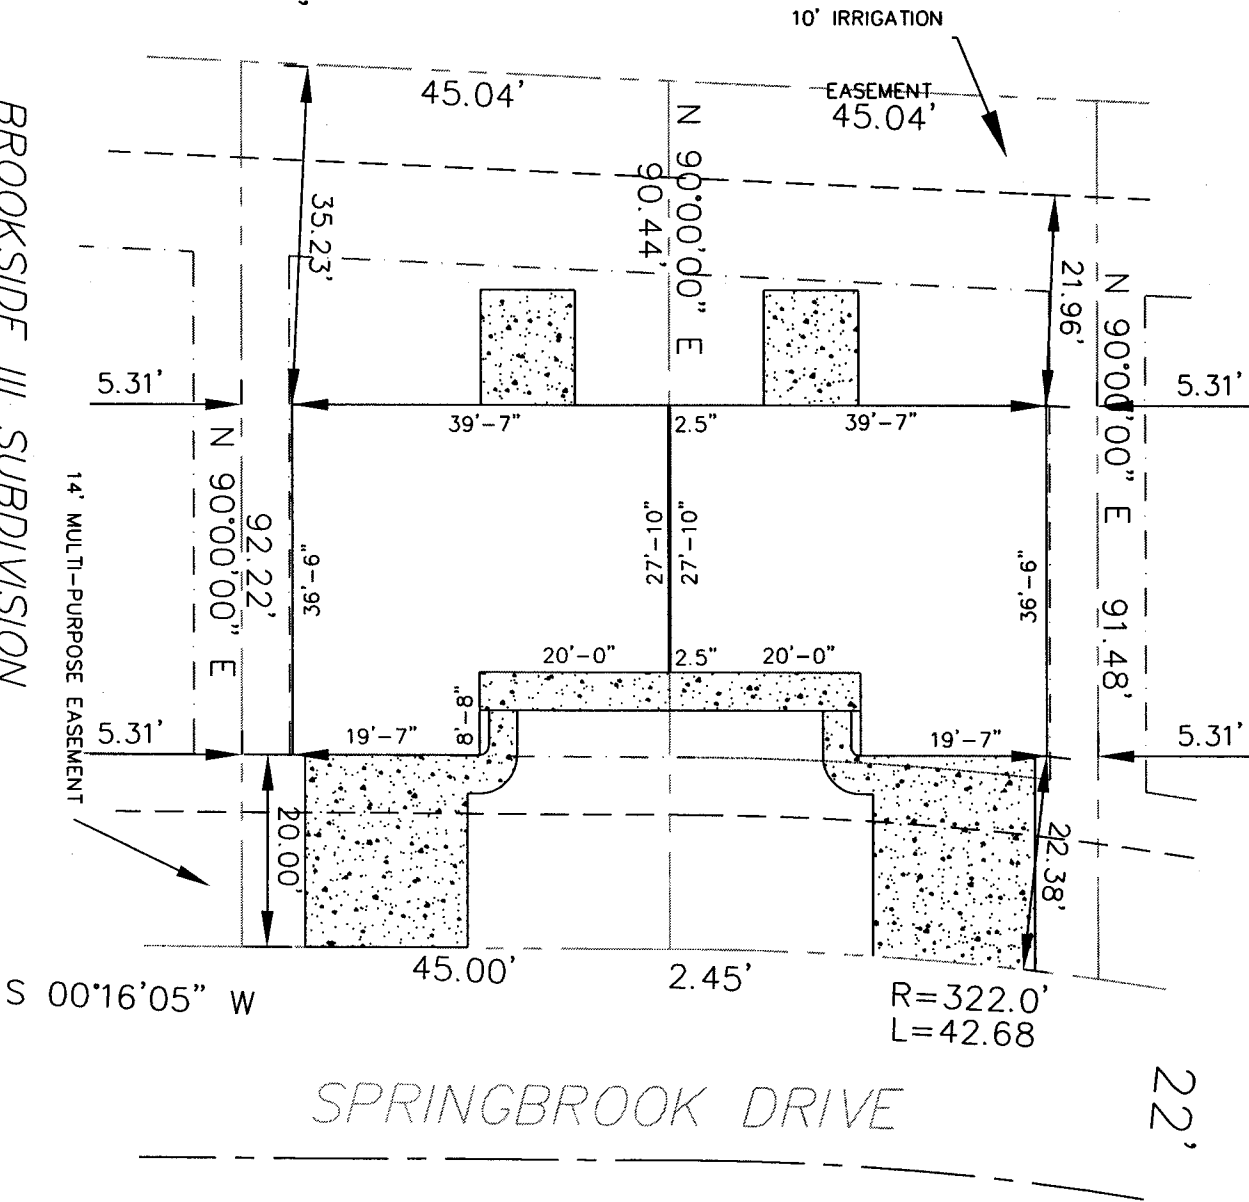 10' IRRIGATION
EASEMENT
45.04'
45.04'
N 90°00'00" E
90.44'
35.23'
21.96'
N 90°00'00" E 91.48'
5.31'
5.31'
39'-7"
2.5"
39'-7"
N 90°00'00" E
92.22'
36'-6"
27'-10"
27'-10"
36'-6"
BROOKSIDE III SUBDIVISION
14' MULTI-PURPOSE EASEMENT
20'-0"
2.5"
20'-0"
8'-8"
5.31'
19'-7"
19'-7"
5.31'
20.00'
22.38'
S 00°16'05" W
45.00'
2.45'
R=322.0'
L=42.68
SPRINGBROOK DRIVE
22'